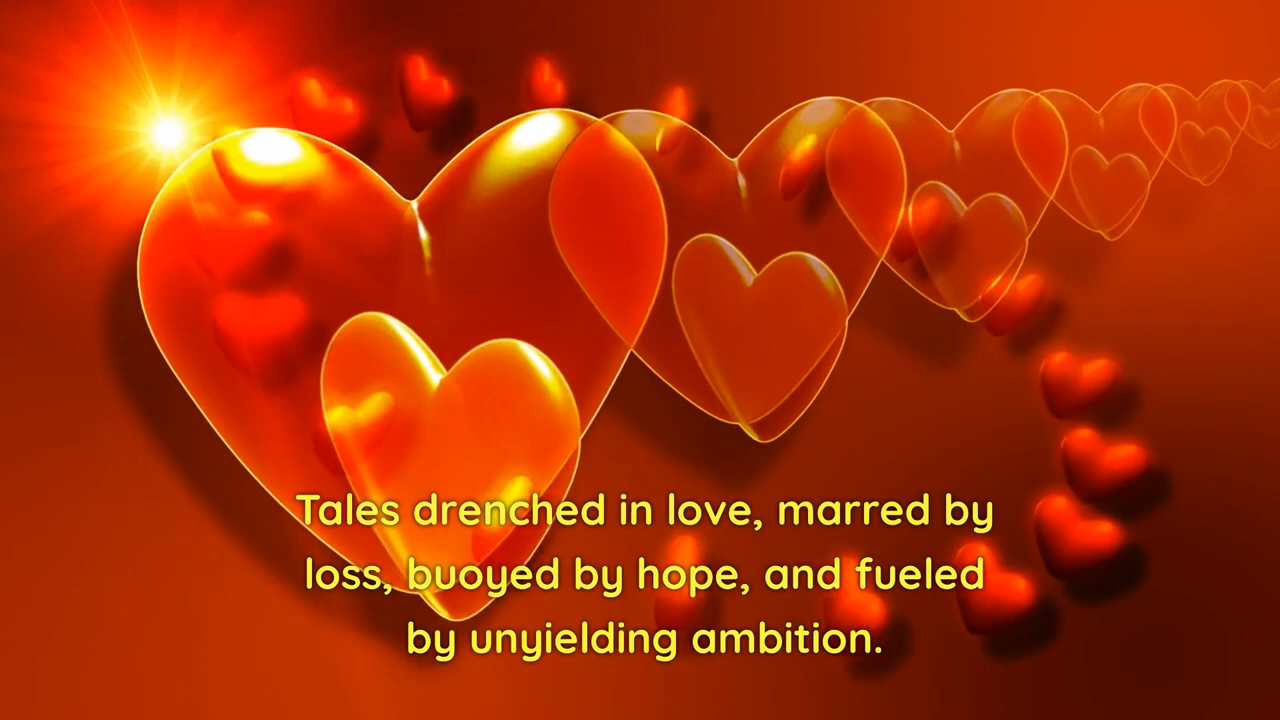 Tales drenched in love, marred by
loss, buoyed by hope, and fueled
by unyielding ambition.